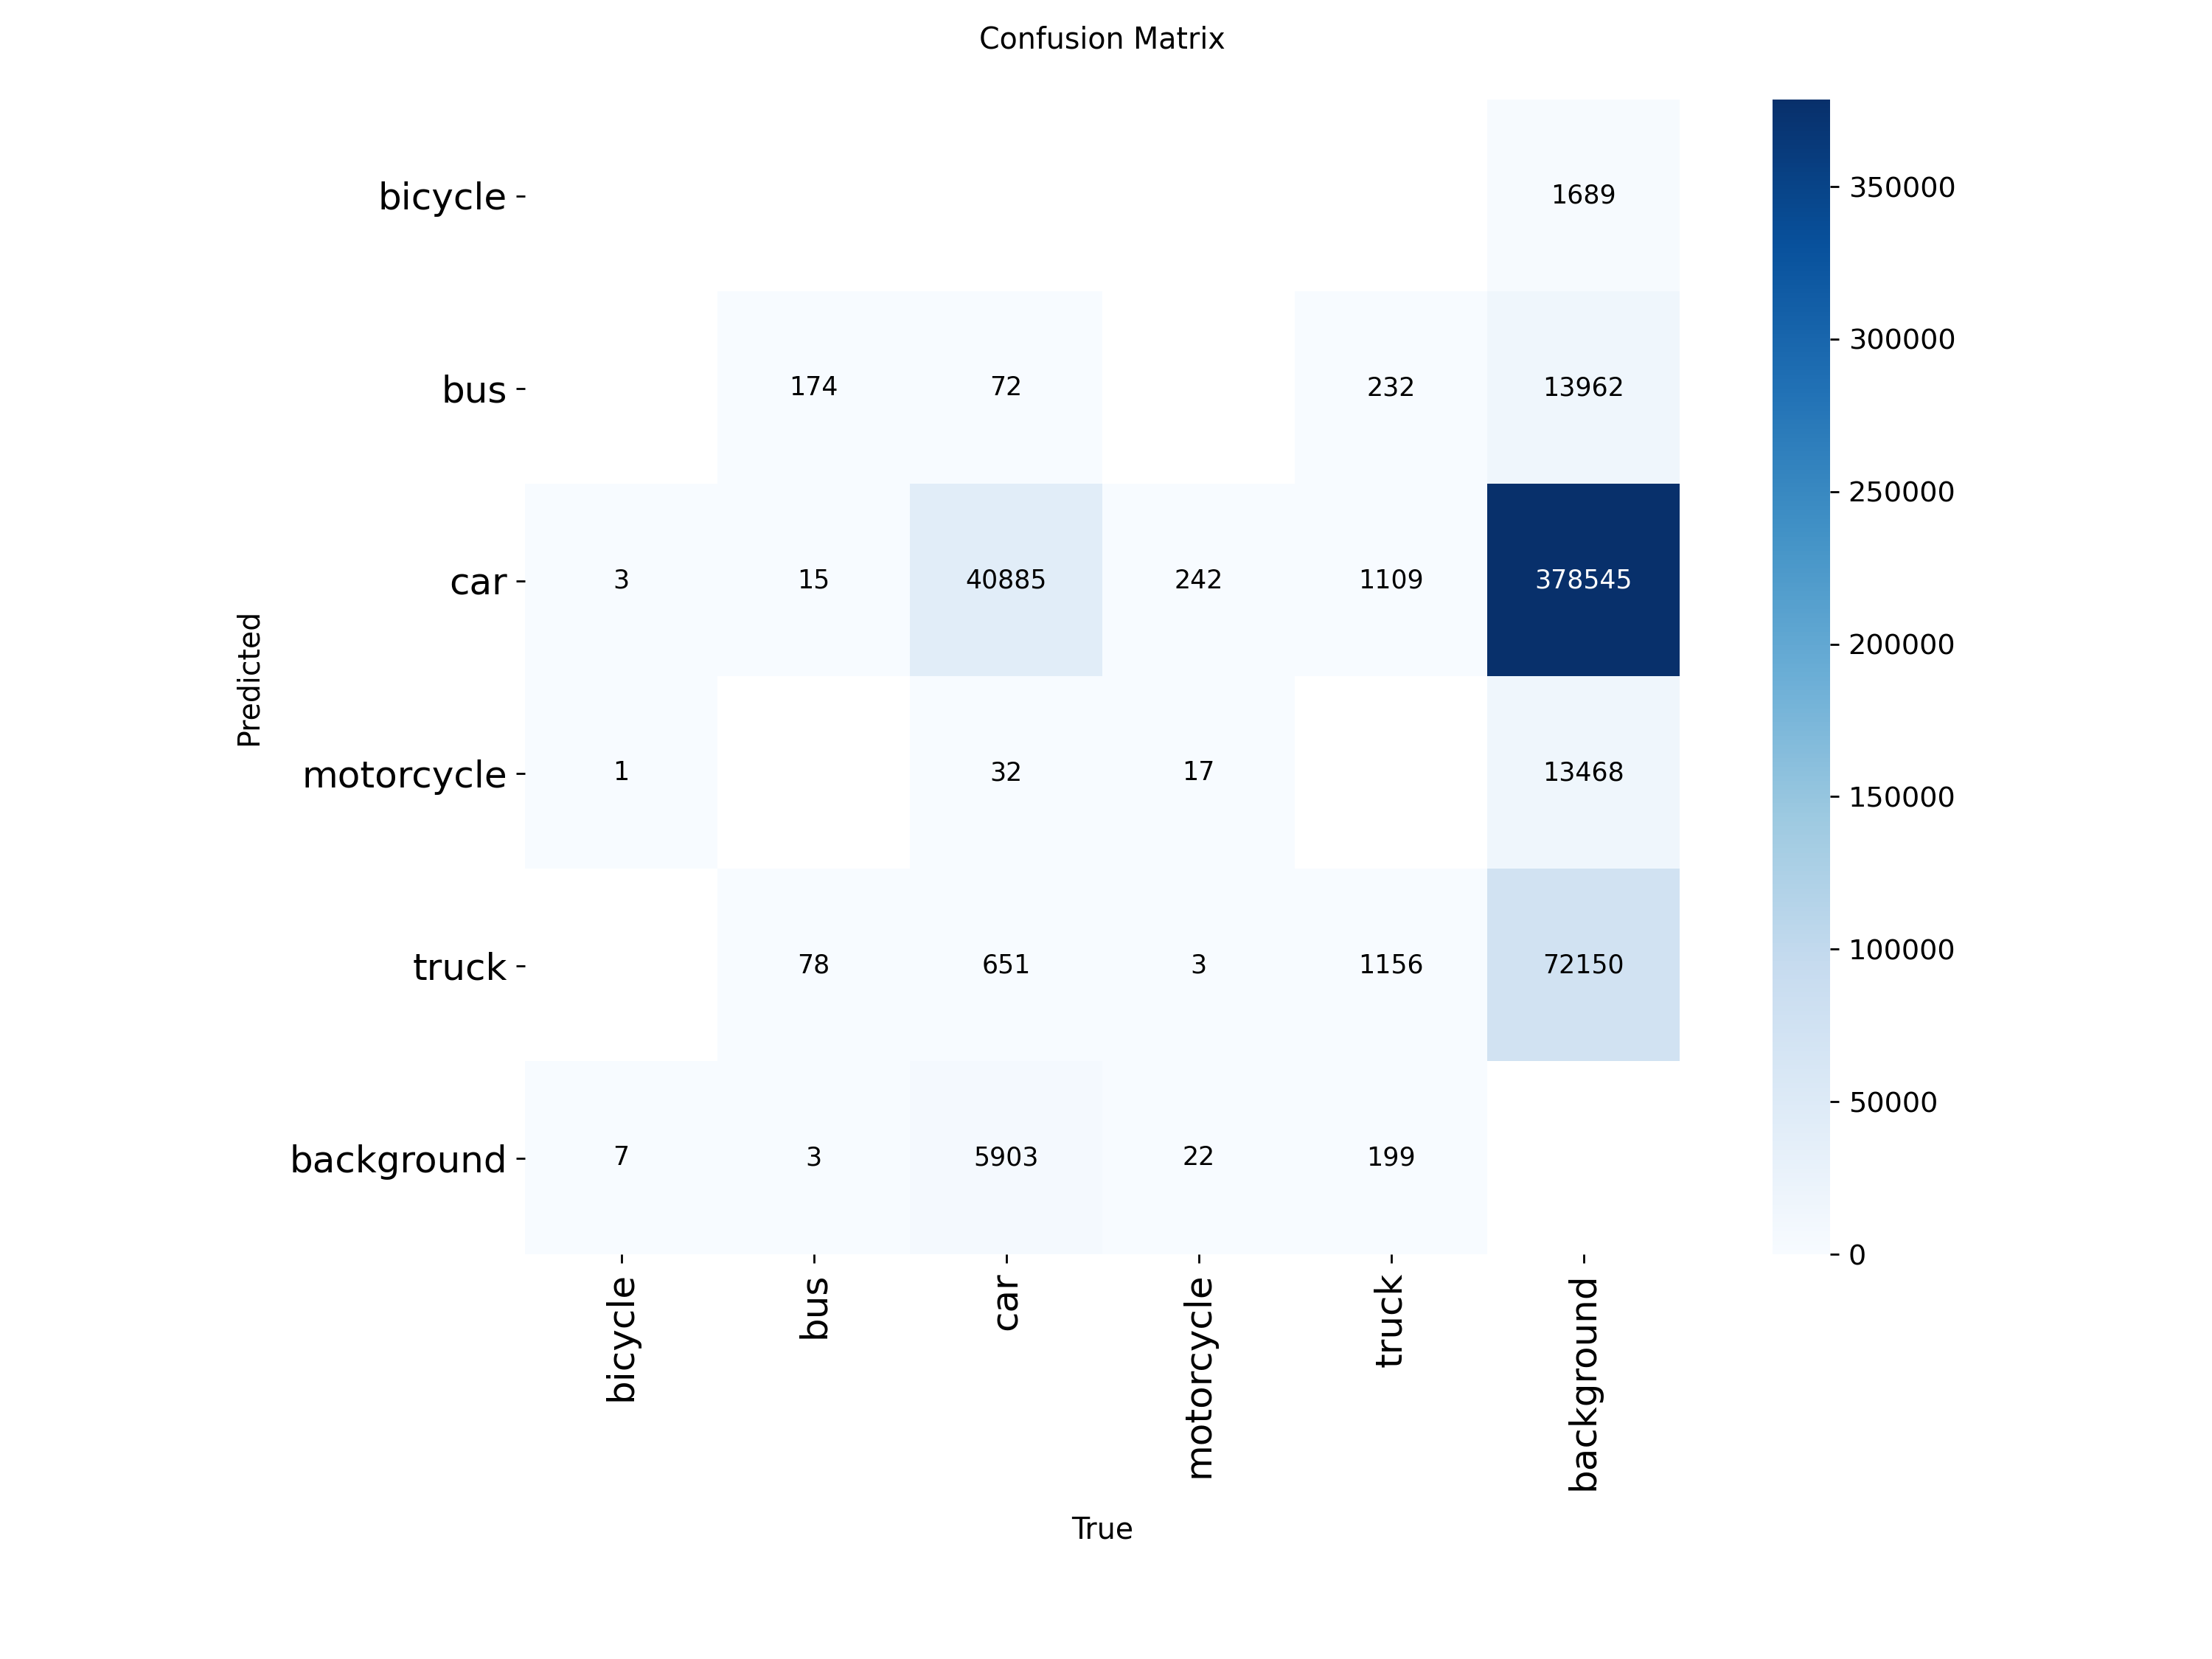 Confusion Matrix
bicycle
1689
350000
300000
bus
174 72 232 13962
250000
car
3 15 40885 242 1109 378545
200000
Predicted
motorcycle
1 32 17 13468
150000
truck
78 651 3 1156 72150
100000
50000
background
7 3 5903 22 199
0
bicycle
bus
car
motorcycle
truck
background
True